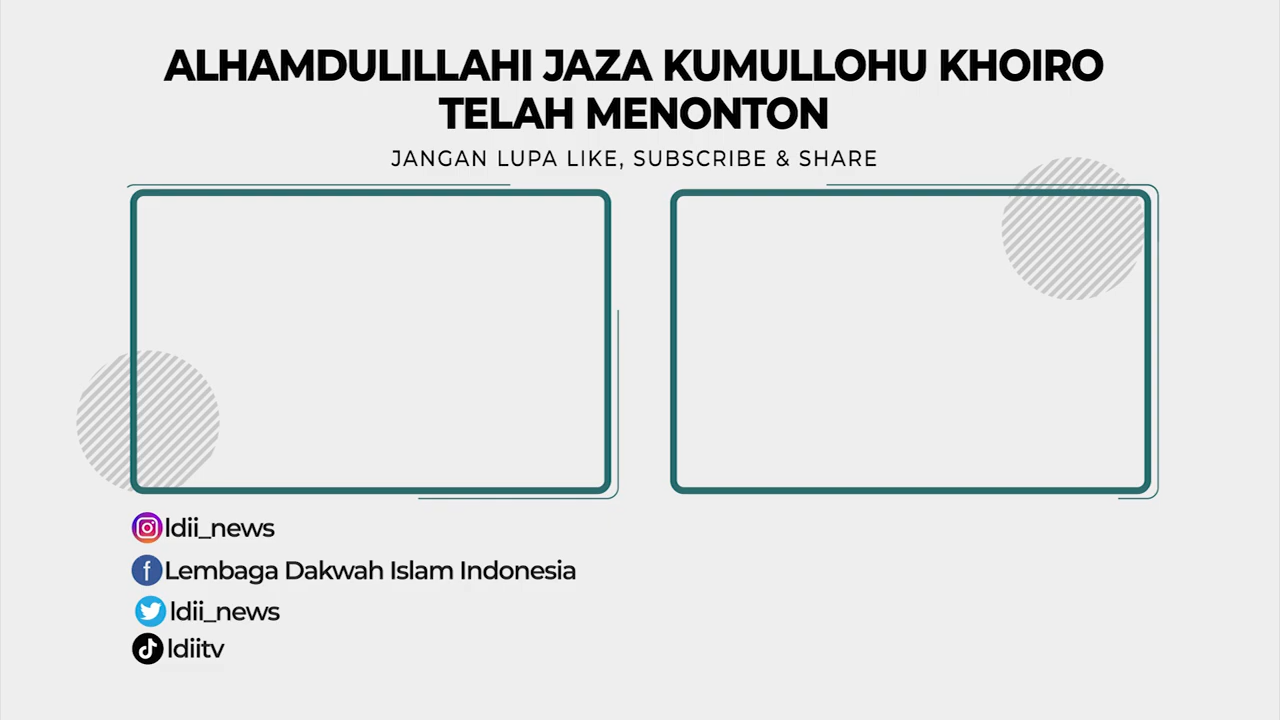 ALHAMDULILLAHI JAZA KUMULLOHU KHOIRO
TELAH MENONTON
JANGAN LUPA LIKE, SUBSCRIBE & SHARE
ldii_news
Lembaga Dakwah Islam Indonesia
ldii_news
ldiitv